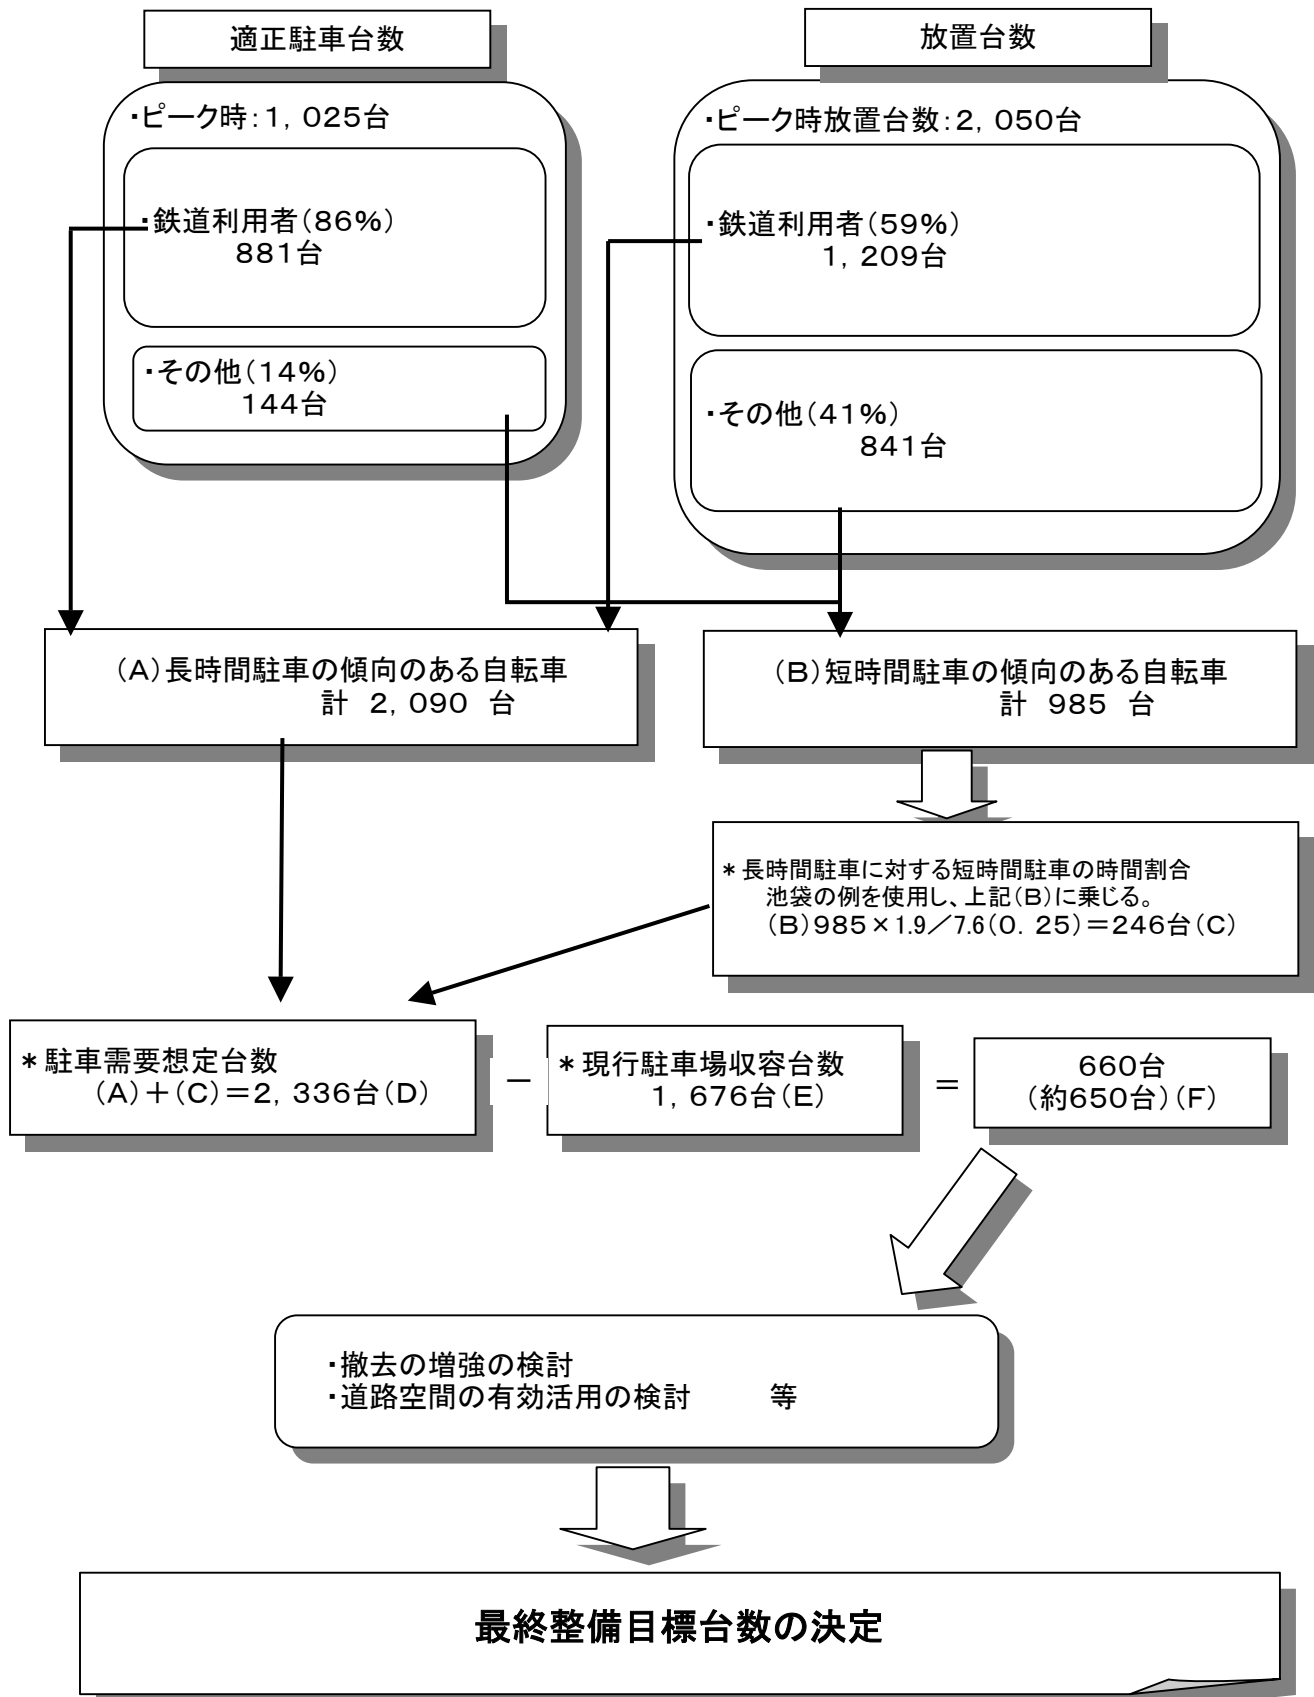 適正駐車台数
・ピーク時：１，０２５台
・鉄道利用者（８６％）
８８１台
・その他（１４％）
１４４台
放置台数
・ピーク時放置台数：２，０５０台
・鉄道利用者（５９％）
１，２０９台
・その他（４１％）
８４１台
（Ａ）長時間駐車の傾向のある自転車
計　２，０９０　台
（Ｂ）短時間駐車の傾向のある自転車
計　９８５　台
＊長時間駐車に対する短時間駐車の時間割合
池袋の例を使用し、上記（Ｂ）に乗じる。
（Ｂ）９８５×1.9／7.6（０．２５）＝２４６台（Ｃ）
＊駐車需要想定台数
（Ａ）＋（Ｃ）＝２，３３６台（Ｄ）
－
＊現行駐車場収容台数
１，６７６台（Ｅ）
＝
６６０台
（約６５０台）（Ｆ）
・撤去の増強の検討
・道路空間の有効活用の検討　　　等
最終整備目標台数の決定